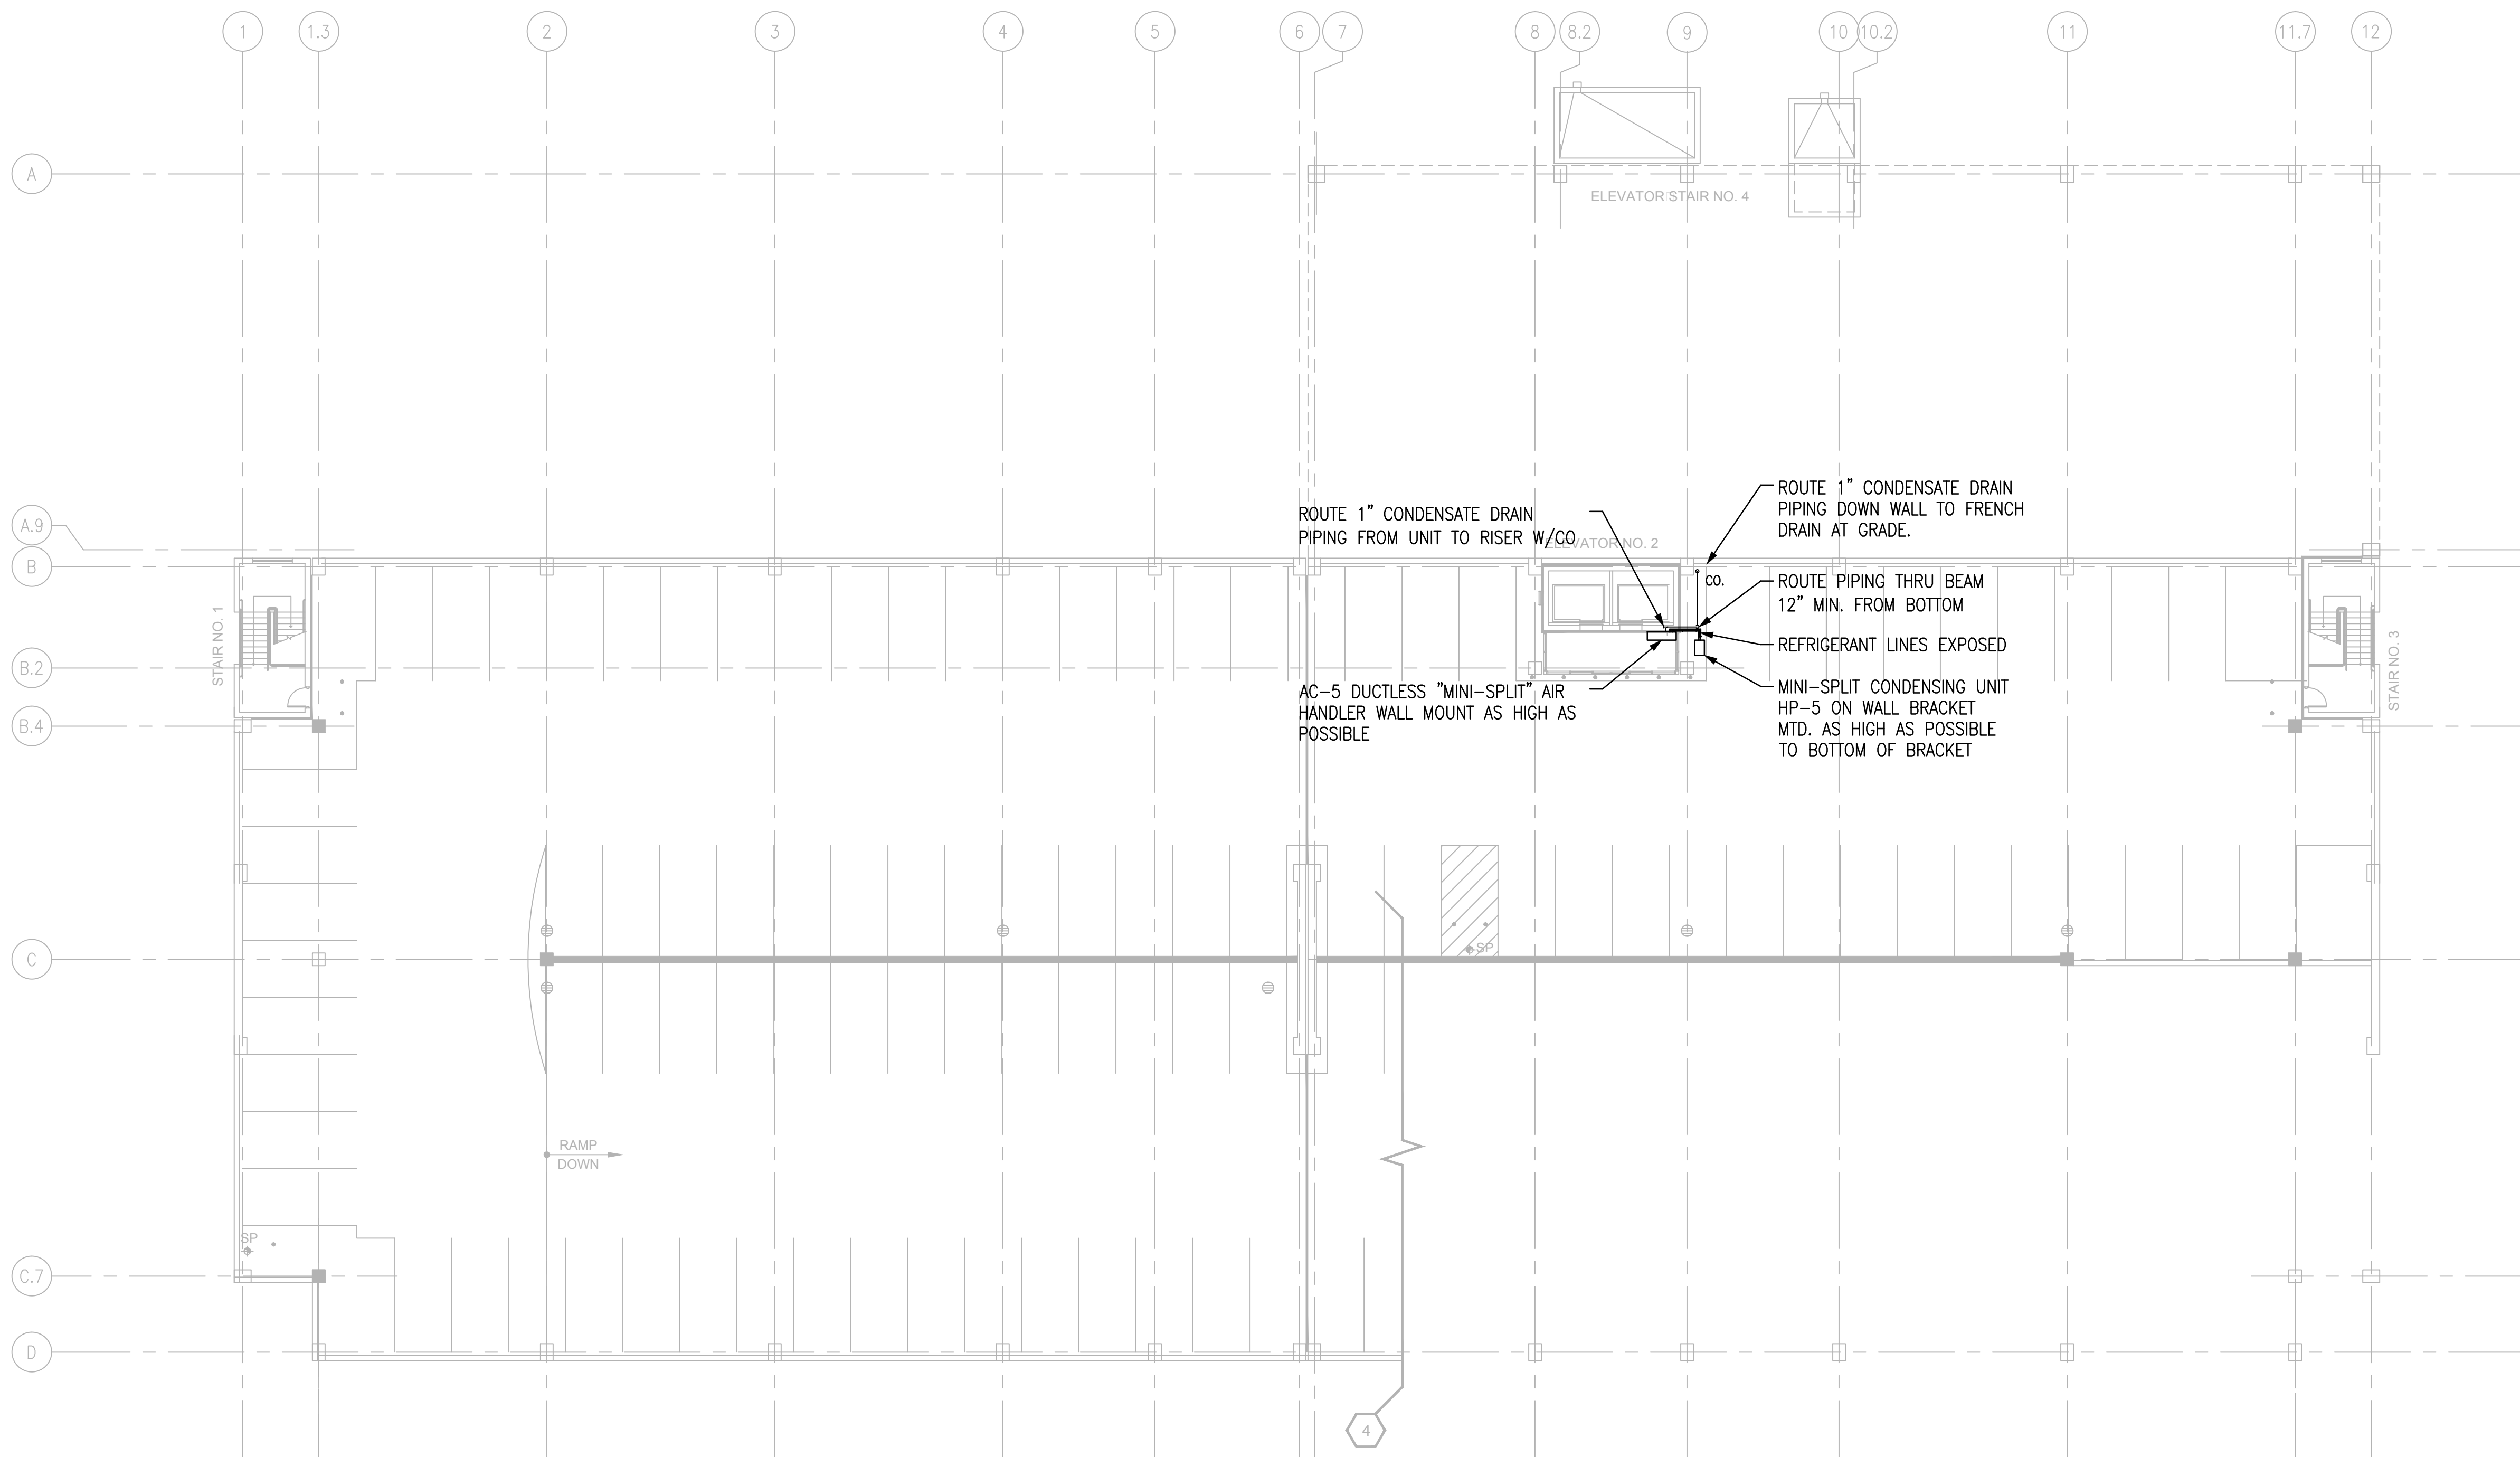 1
1.3
2
3
4
5
6
7
8
8.2
9
10
10.2
11
11.7
12
A
ELEVATOR STAIR NO. 4
A.9
B
B.2
B.4
C
C.7
D
ROUTE 1" CONDENSATE DRAIN
PIPING FROM UNIT TO RISER W/CO
ELEVATOR NO. 2
ROUTE 1" CONDENSATE DRAIN
PIPING DOWN WALL TO FRENCH
DRAIN AT GRADE.
CO.
ROUTE PIPING THRU BEAM
12" MIN. FROM BOTTOM
REFRIGERANT LINES EXPOSED
AC-5 DUCTLESS "MINI-SPLIT" AIR
HANDLER WALL MOUNT AS HIGH AS
POSSIBLE
MINI-SPLIT CONDENSING UNIT
HP-5 ON WALL BRACKET
MTD. AS HIGH AS POSSIBLE
TO BOTTOM OF BRACKET
STAIR NO. 1
STAIR NO. 3
SP
RAMP
DOWN
SP
4